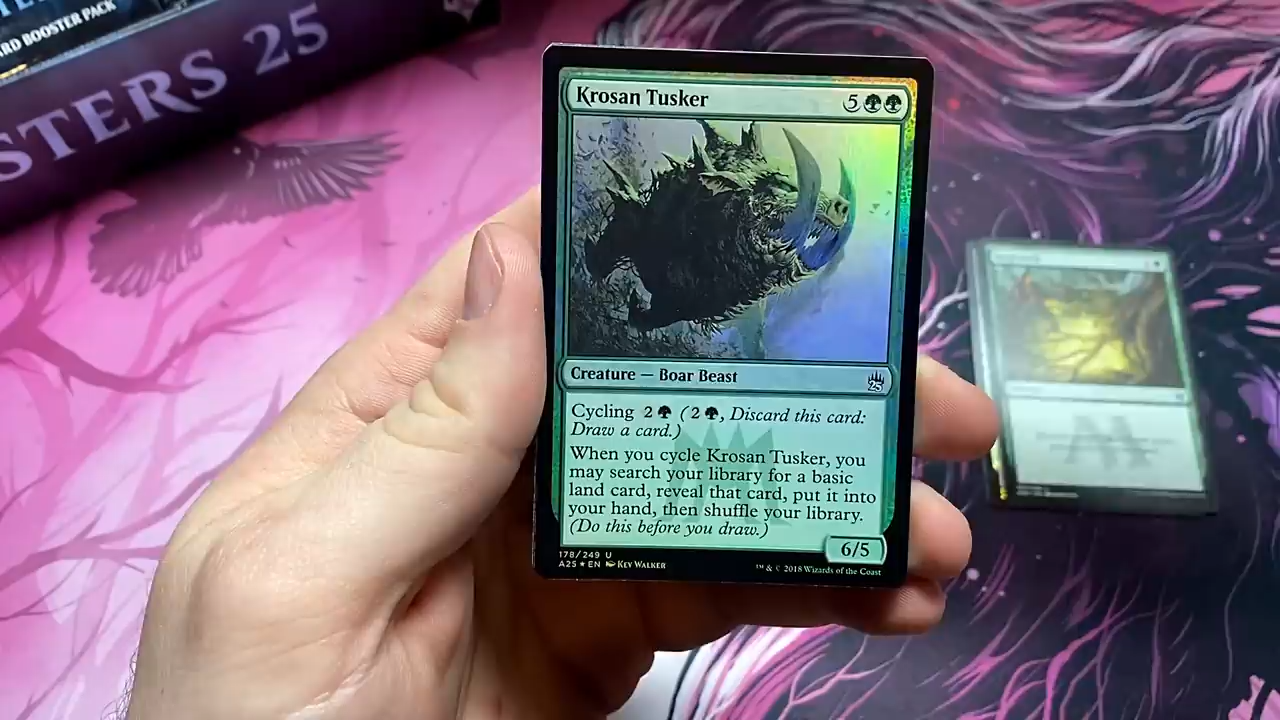 ARD BOOSTER PACK
STERS 25
Krosan Tusker 5
Creature — Boar Beast
25
Cycling 2 (2, Discard this card:
Draw a card.)
When you cycle Krosan Tusker, you
may search your library for a basic
land card, reveal that card, put it into
your hand, then shuffle your library.
(Do this before you draw.)
6/5
178/249 U
A25 ★ EN Kev Walker
™ & © 2018 Wizards of the Coast